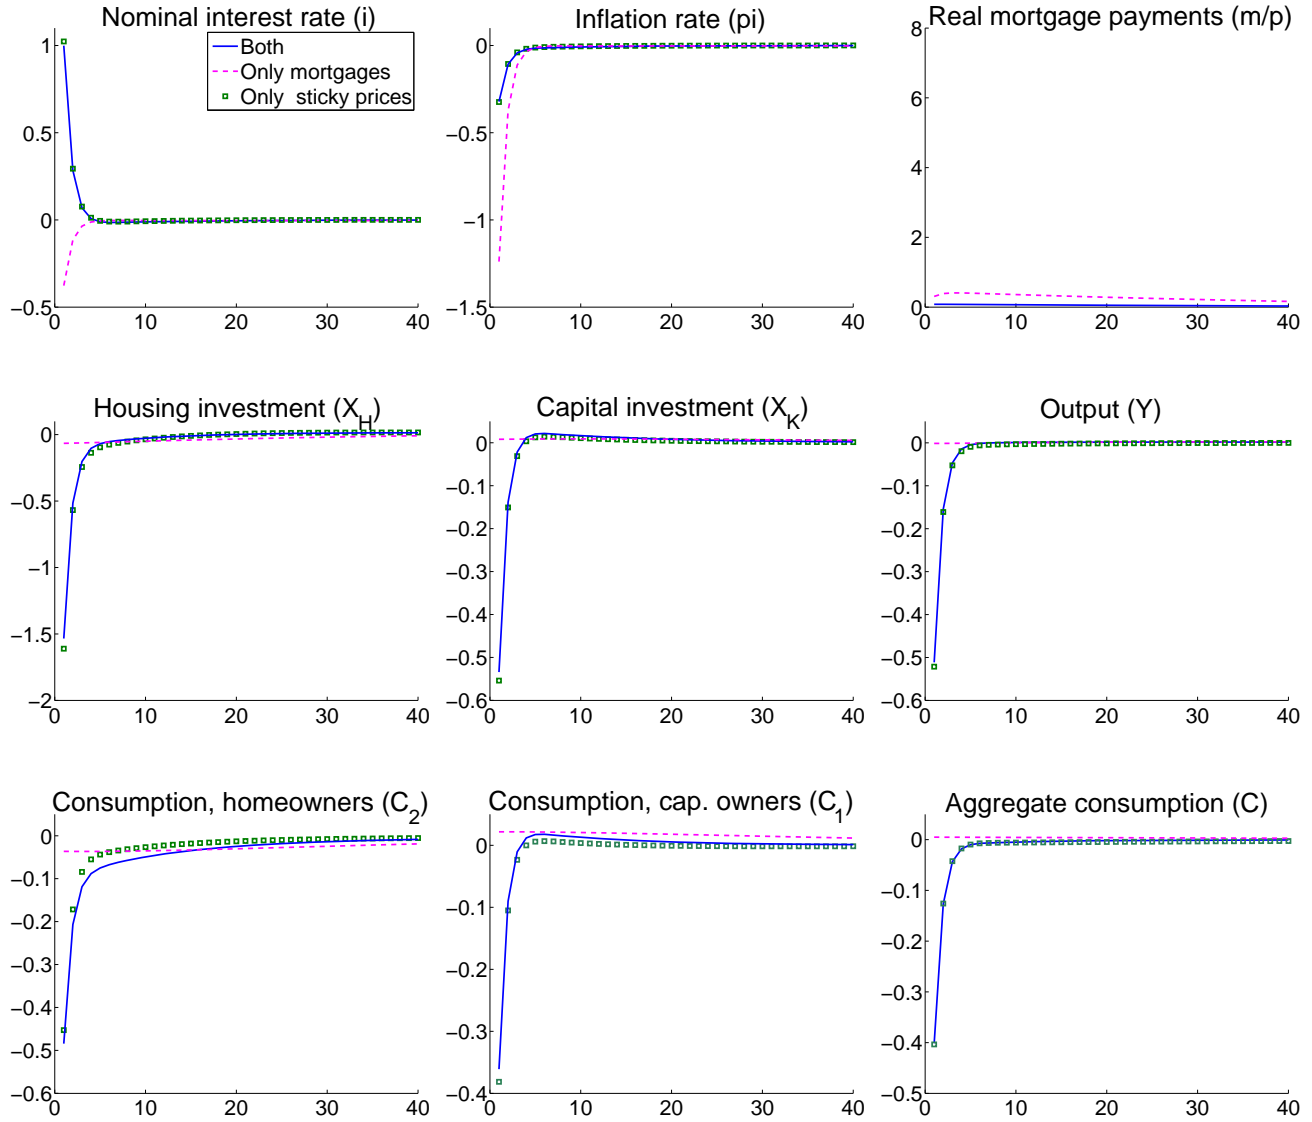 Nominal interest rate (i)
1
0.5
0
−0.5
0 10 20 30 40
Both
Only mortgages
Only sticky prices
Inflation rate (pi)
0
−0.5
−1
−1.5
0 10 20 30 40
Real mortgage payments (m/p)
8
6
4
2
0
0 10 20 30 40
Housing investment (X_H)
0
−0.5
−1
−1.5
−2
0 10 20 30 40
Capital investment (X_K)
0
−0.1
−0.2
−0.3
−0.4
−0.5
−0.6
0 10 20 30 40
Output (Y)
0
−0.1
−0.2
−0.3
−0.4
−0.5
−0.6
0 10 20 30 40
Consumption, homeowners (C_2)
0
−0.1
−0.2
−0.3
−0.4
−0.5
−0.6
0 10 20 30 40
Consumption, cap. owners (C_1)
0
−0.1
−0.2
−0.3
−0.4
0 10 20 30 40
Aggregate consumption (C)
0
−0.1
−0.2
−0.3
−0.4
−0.5
0 10 20 30 40